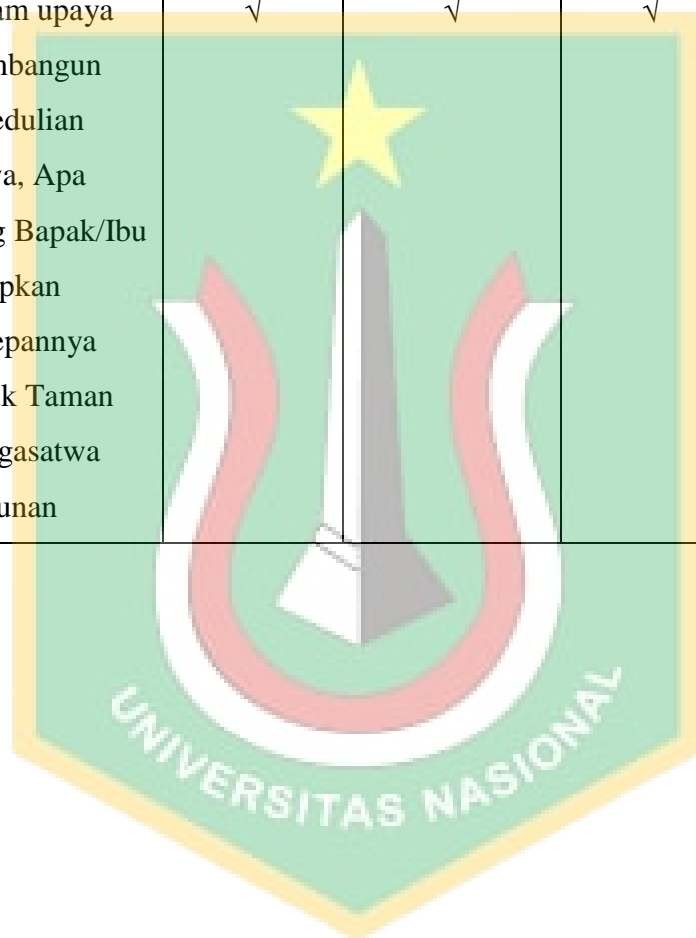 am upaya √ √ √
nbangun
edulian
a, Apa
g Bapak/Ibu
pkan
epannya
k Taman
gasatwa
unan
UNIVERSITAS NASIONAL